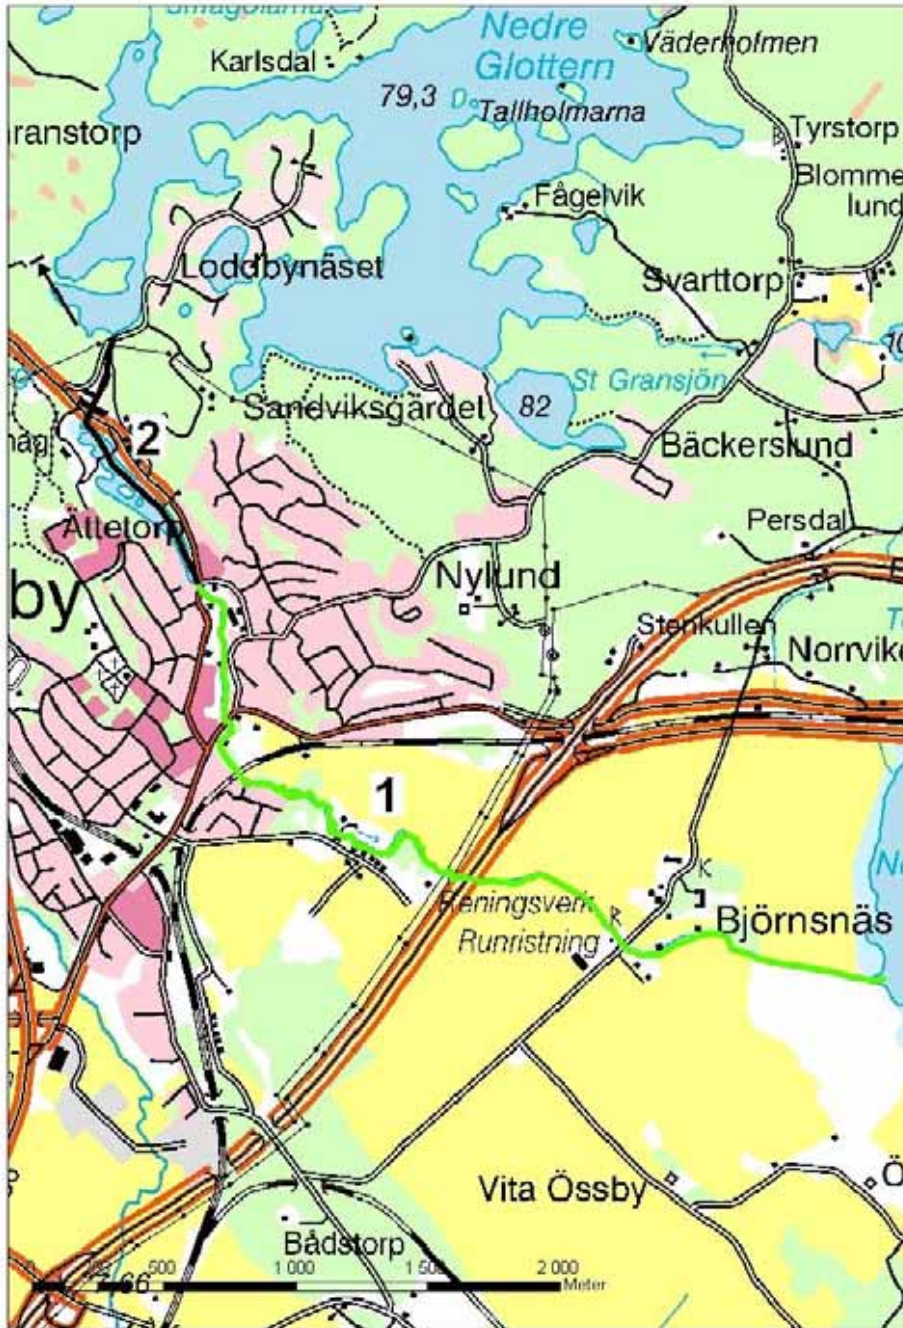 Nedre
Glottern
Karlsdal
Väderholmen
79,3
Tallholmarna
Tyrstorp
Blomme
lund
Fågelvik
Loddbynäset
Svarttorp
St Gransjön
82
Sandviksgärdet
2
Bäckerslund
Ättetorp
Persdal
by
Nylund
Stenkullen
Norrvike
1
K
Reningsverk
R
Runristning
Björnsnäs
Vita Össby
Ö
Bådstorp
66
500
1 000
1 500
2 000
Meter